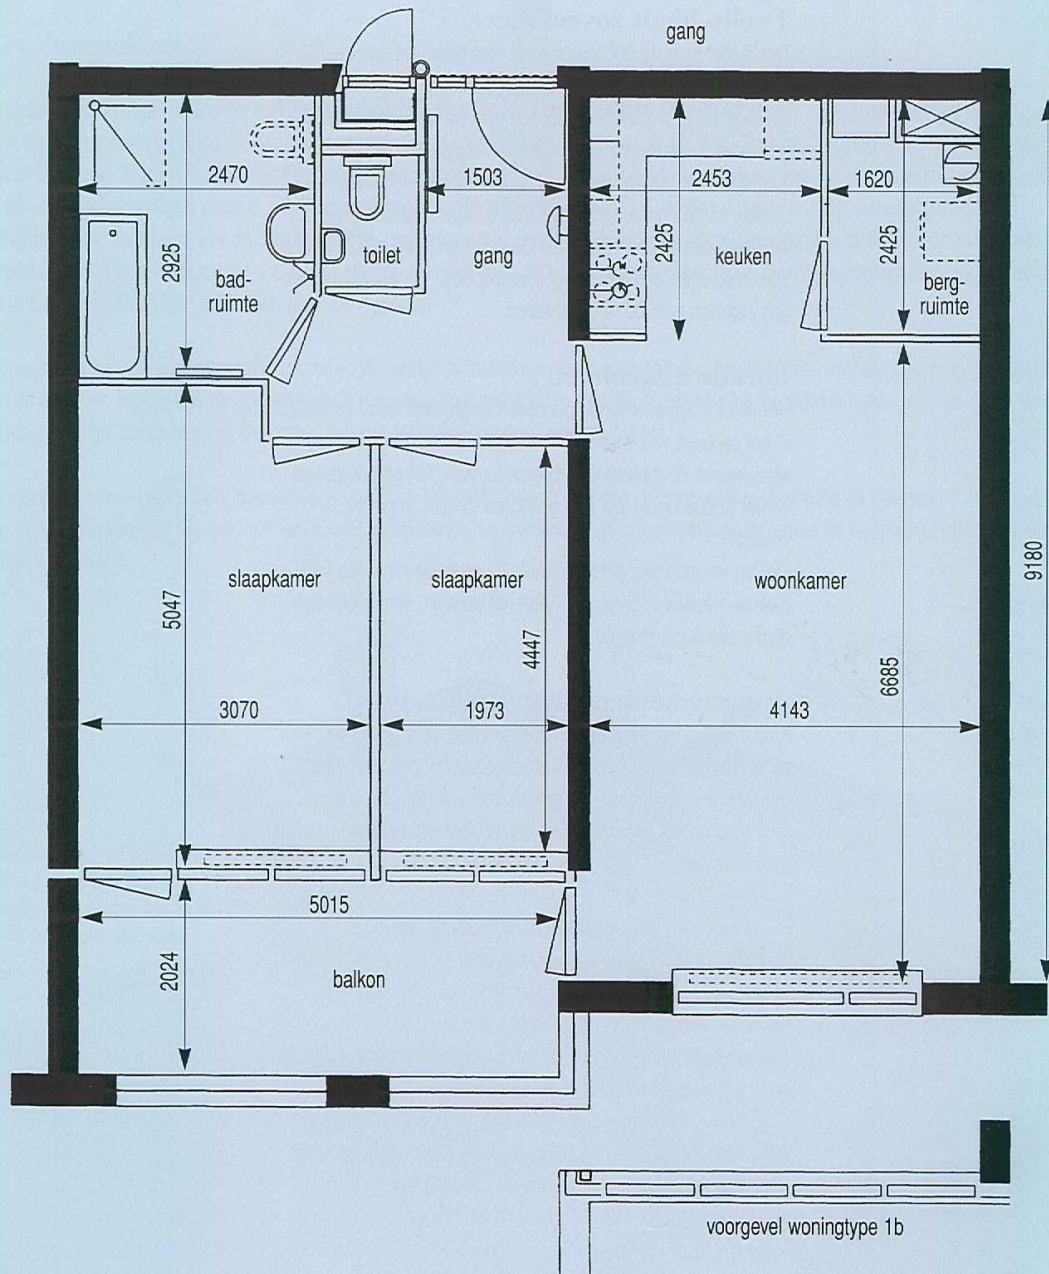 gang
2470
1503
2453
1620
2925
bad-
ruimte
toilet
gang
2425
keuken
2425
berg-
ruimte
9180
slaapkamer
slaapkamer
woonkamer
5047
4447
6685
3070
1973
4143
5015
2024
balkon
voorgevel woningtype 1b